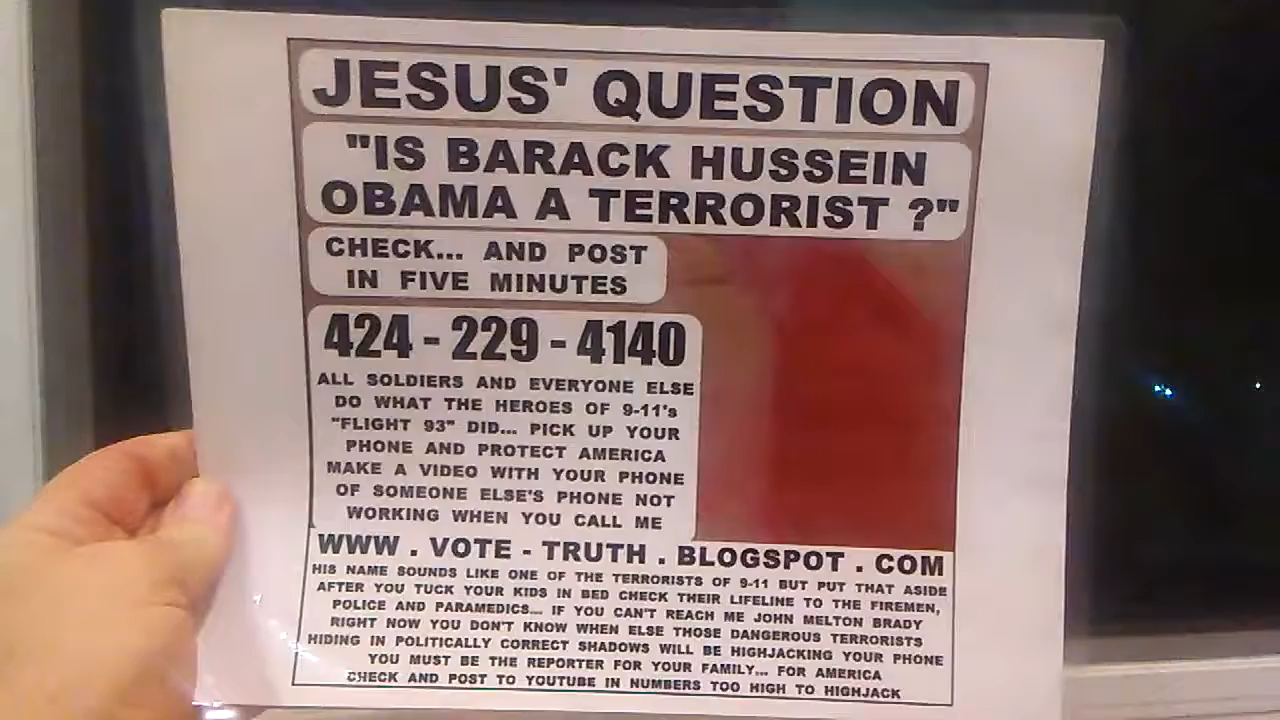 JESUS' QUESTION
"IS BARACK HUSSEIN
OBAMA A TERRORIST ?"
CHECK... AND POST
IN FIVE MINUTES
424 - 229 - 4140
ALL SOLDIERS AND EVERYONE ELSE
DO WHAT THE HEROES OF 9-11's
"FLIGHT 93" DID... PICK UP YOUR
PHONE AND PROTECT AMERICA
MAKE A VIDEO WITH YOUR PHONE
OF SOMEONE ELSE'S PHONE NOT
WORKING WHEN YOU CALL ME
WWW . VOTE - TRUTH . BLOGSPOT . COM
HIS NAME SOUNDS LIKE ONE OF THE TERRORISTS OF 9-11 BUT PUT THAT ASIDE
AFTER YOU TUCK YOUR KIDS IN BED CHECK THEIR LIFELINE TO THE FIREMEN,
POLICE AND PARAMEDICS... IF YOU CAN'T REACH ME JOHN MELTON BRADY
RIGHT NOW YOU DON'T KNOW WHEN ELSE THOSE DANGEROUS TERRORISTS
HIDING IN POLITICALLY CORRECT SHADOWS WILL BE HIGHJACKING YOUR PHONE
YOU MUST BE THE REPORTER FOR YOUR FAMILY... FOR AMERICA
CHECK AND POST TO YOUTUBE IN NUMBERS TOO HIGH TO HIGHJACK